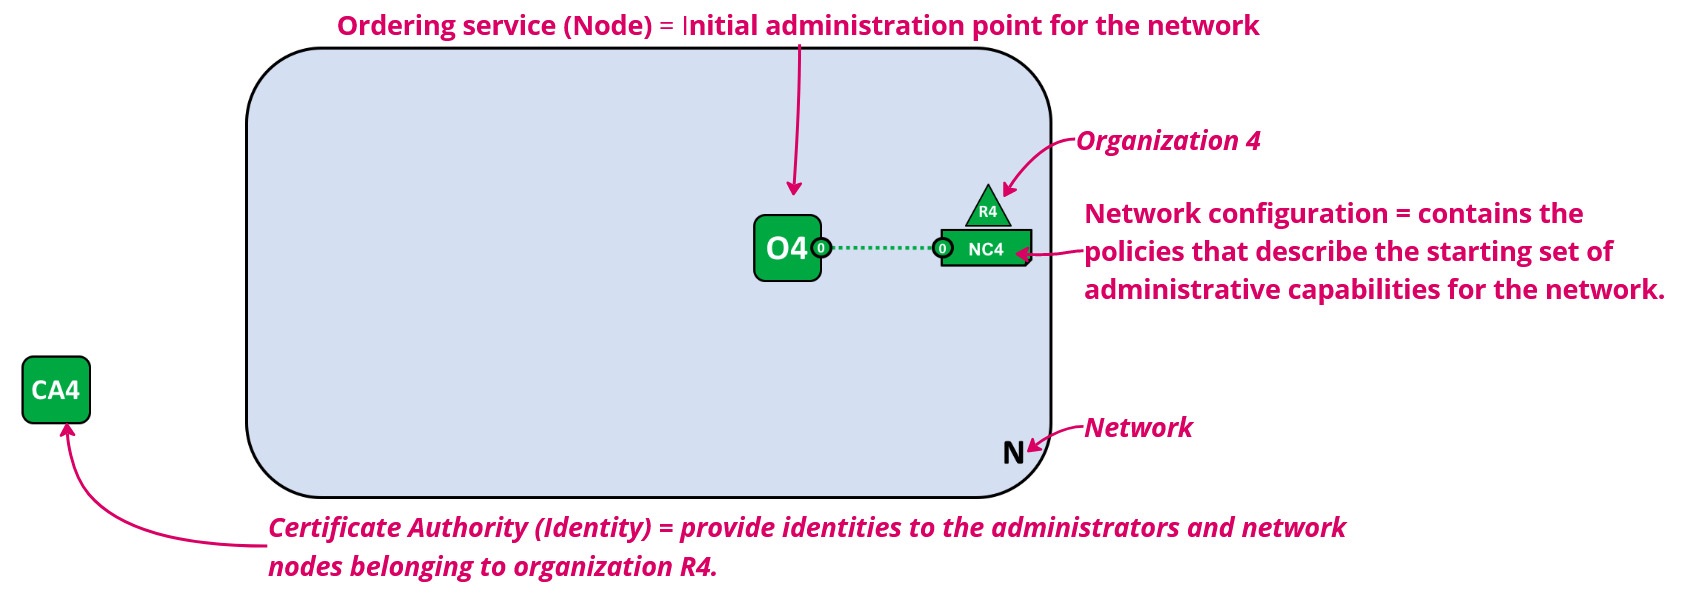 Ordering service (Node) = Initial administration point for the network
Organization 4
R4
Network configuration = contains the
policies that describe the starting set of
administrative capabilities for the network.
O4
0
0
NC4
CA4
Network
N
Certificate Authority (Identity) = provide identities to the administrators and network
nodes belonging to organization R4.